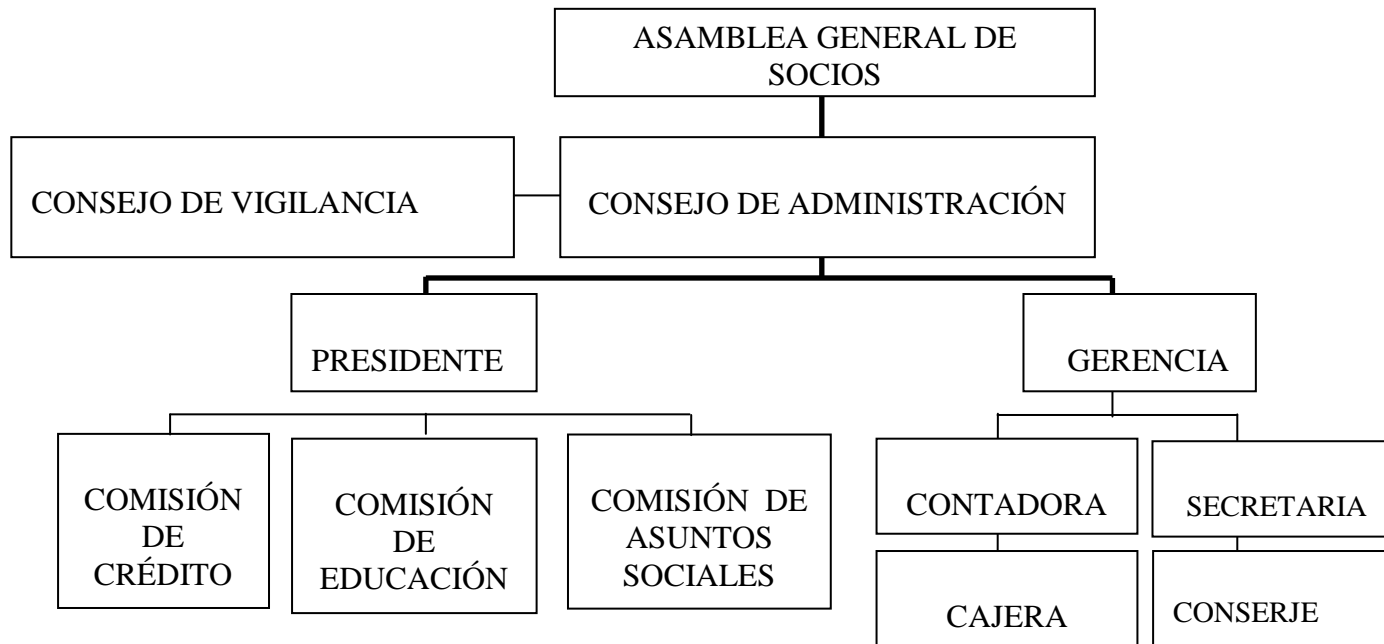 ASAMBLEA GENERAL DE
SOCIOS
CONSEJO DE VIGILANCIA
CONSEJO DE ADMINISTRACIÓN
PRESIDENTE
GERENCIA
COMISIÓN
DE
CRÉDITO
COMISIÓN
DE
EDUCACIÓN
COMISIÓN DE
ASUNTOS
SOCIALES
CONTADORA
SECRETARIA
CAJERA
CONSERJE